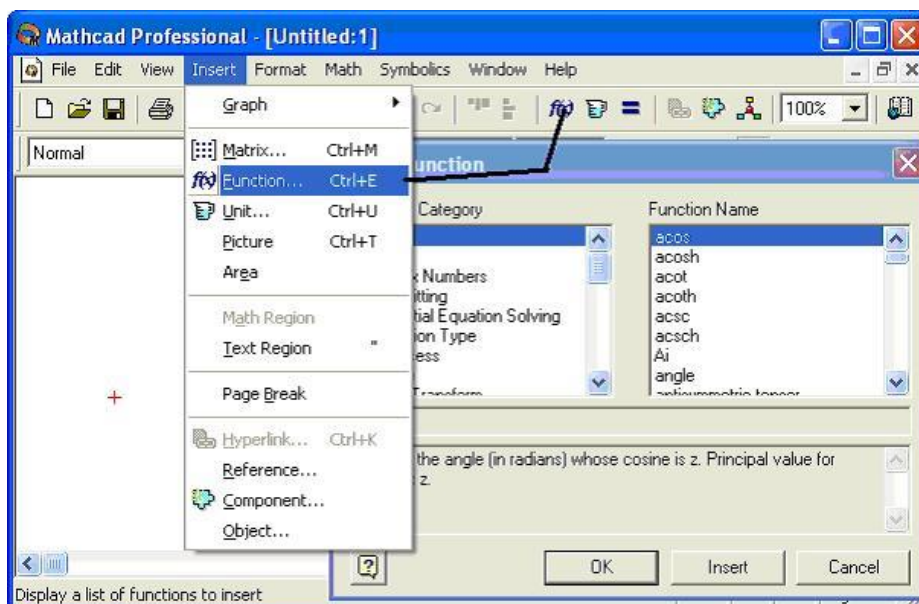 Mathcad Professional - [Untitled:1]
File Edit View Insert Format Math Symbolics Window Help
f(x) = 100%
Normal
Graph
Matrix... Ctrl+M
f(x) Function... Ctrl+E
Unit... Ctrl+U
Picture Ctrl+T
Area
Math Region
Text Region "
Page Break
Hyperlink... Ctrl+K
Reference...
Component...
Object...
unction
Category
x Numbers
itting
tial Equation Solving
ion Type
ess
Transform
Function Name
acos
acosh
acot
acoth
acsc
acsch
Ai
angle
antisymmetric tensor
the angle (in radians) whose cosine is z. Principal value for
z.
? OK Insert Cancel
Display a list of functions to insert